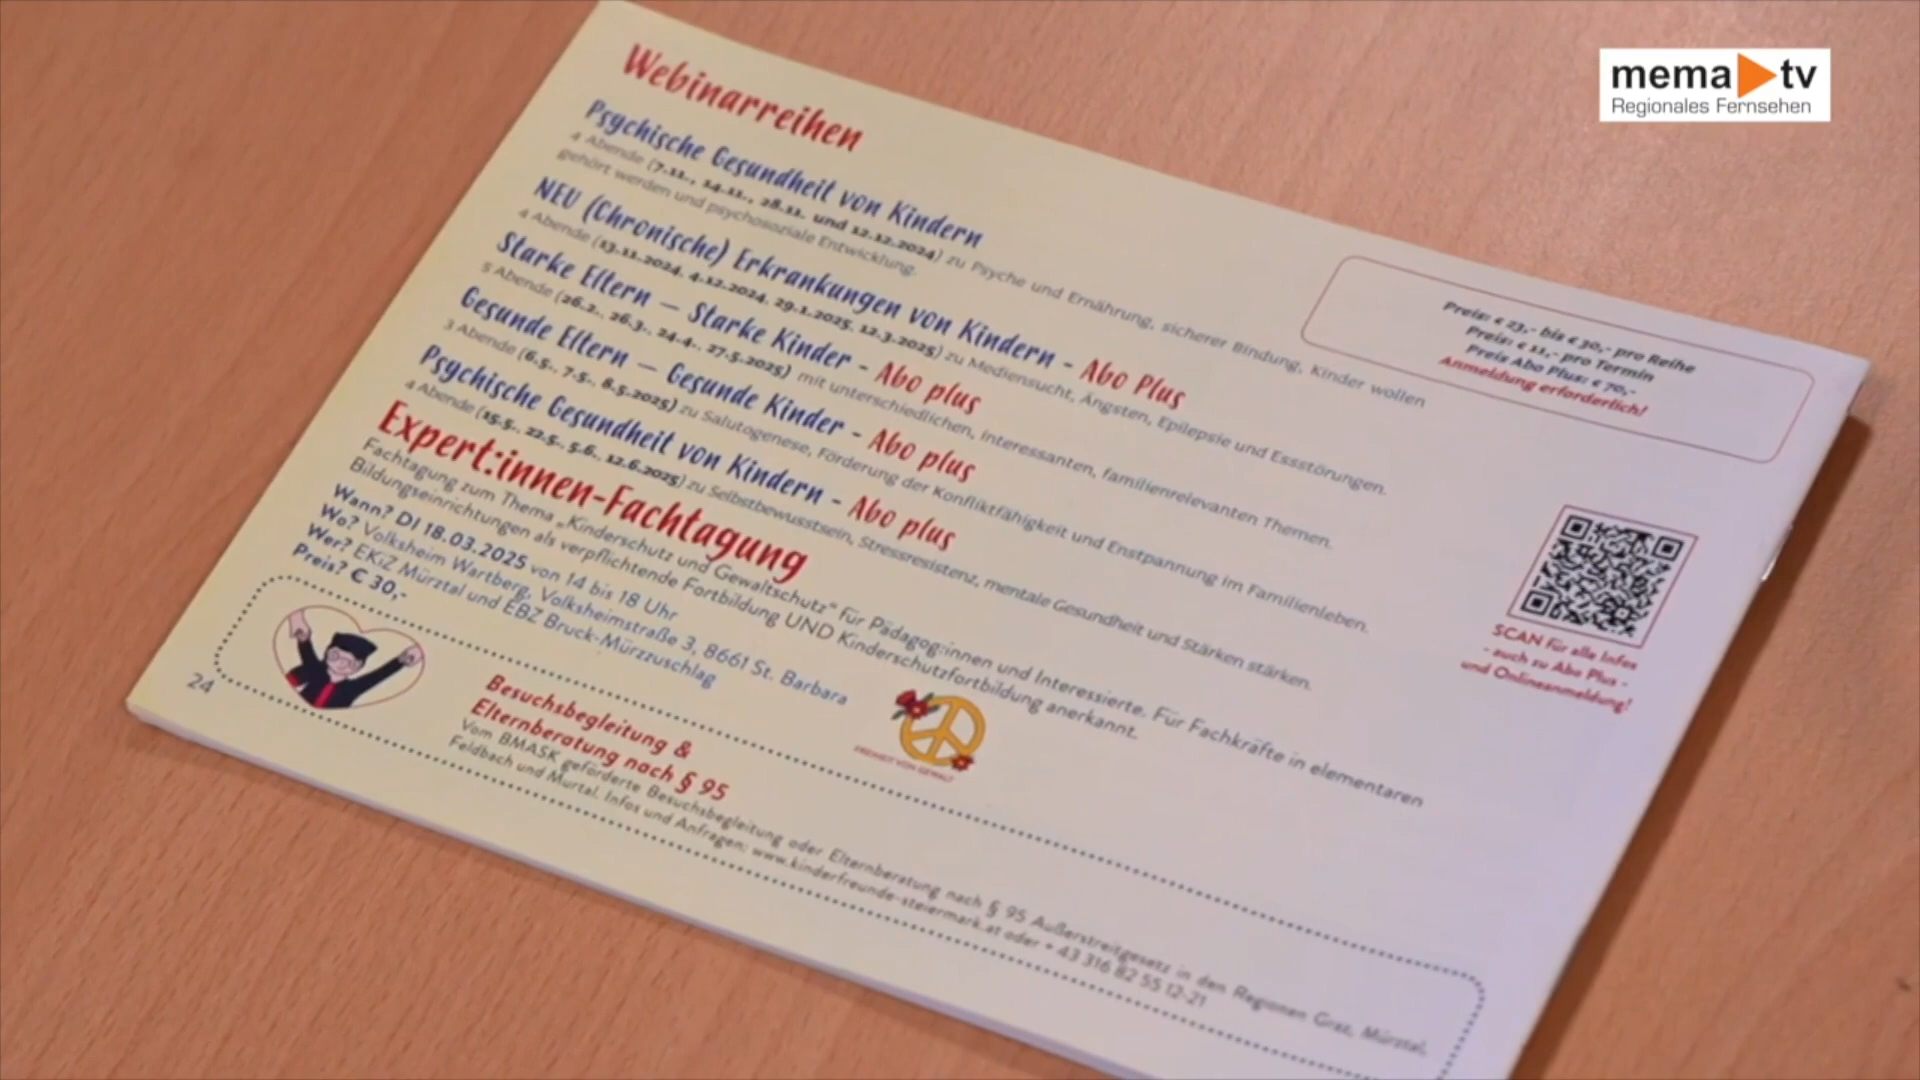 mema tv
Regionales Fernsehen
Webinarreihen
Psychische Gesundheit von Kindern
4 Abende (7.11., 14.11., 28.11. und 12.12.2024) zu Psyche und Ernährung, sicherer Bindung, Kinder wollen
gehört werden und psychosoziale Entwicklung.
NEU (Chronische) Erkrankungen von Kindern - Abo Plus
4 Abende (13.11.2024, 4.12.2024, 29.1.2025, 12.3.2025) zu Mediensucht, Ängsten, Epilepsie und Essstörungen.
Starke Eltern – Starke Kinder - Abo plus
5 Abende (26.2., 26.3., 24.4., 27.5.2025) mit unterschiedlichen, interessanten, familienrelevanten Themen.
Gesunde Eltern – Gesunde Kinder - Abo plus
3 Abende (6.5., 7.5., 8.5.2025) zu Salutogenese, Förderung der Konfliktfähigkeit und Enstpannung im Familienleben.
Psychische Gesundheit von Kindern - Abo plus
4 Abende (15.5., 22.5., 5.6., 12.6.2025) zu Selbstbewusstsein, Stressresistenz, mentale Gesundheit und Stärken stärken.
Preis: € 23,- bis € 30,- pro Reihe
Preis: € 11,- pro Termin
Preis Abo Plus: € 70,-
Anmeldung erforderlich!
SCAN für alle Infos
- auch zu Abo Plus -
und Onlineanmeldung!
Expert:innen-Fachtagung
Fachtagung zum Thema „Kinderschutz und Gewaltschutz“ für Pädagog:innen und Interessierte. Für Fachkräfte in elementaren
Bildungseinrichtungen als verpflichtende Fortbildung UND Kinderschutzfortbildung anerkannt.
Wann? DI 18.03.2025 von 14 bis 18 Uhr
Wo? Volksheim Wartberg, Volksheimstraße 3, 8661 St. Barbara
Wer? EKiZ Mürztal und EBZ Bruck-Mürzzuschlag
Preis? € 30,-
FREIHEIT VON GEWALT
Besuchsbegleitung &
Elternberatung nach § 95
Vom BMASK geförderte Besuchsbegleitung oder Elternberatung nach § 95 Außerstreitgesetz in den Regionen Graz, Mürztal,
Feldbach und Murtal. Infos und Anfragen: www.kinderfreunde-steiermark.at oder + 43 316 82 55 12-21
24